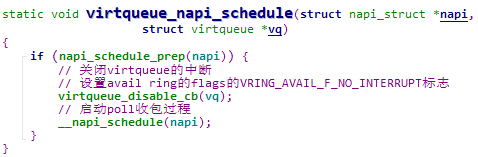 static void virtqueue_napi_schedule(struct napi_struct *napi,
struct virtqueue *vq)
{
if (napi_schedule_prep(napi)) {
// 关闭virtqueue的中断
// 设置avail ring的flags的VRING_AVAIL_F_NO_INTERRUPT标志
virtqueue_disable_cb(vq);
// 启动poll收包过程
__napi_schedule(napi);
}
}